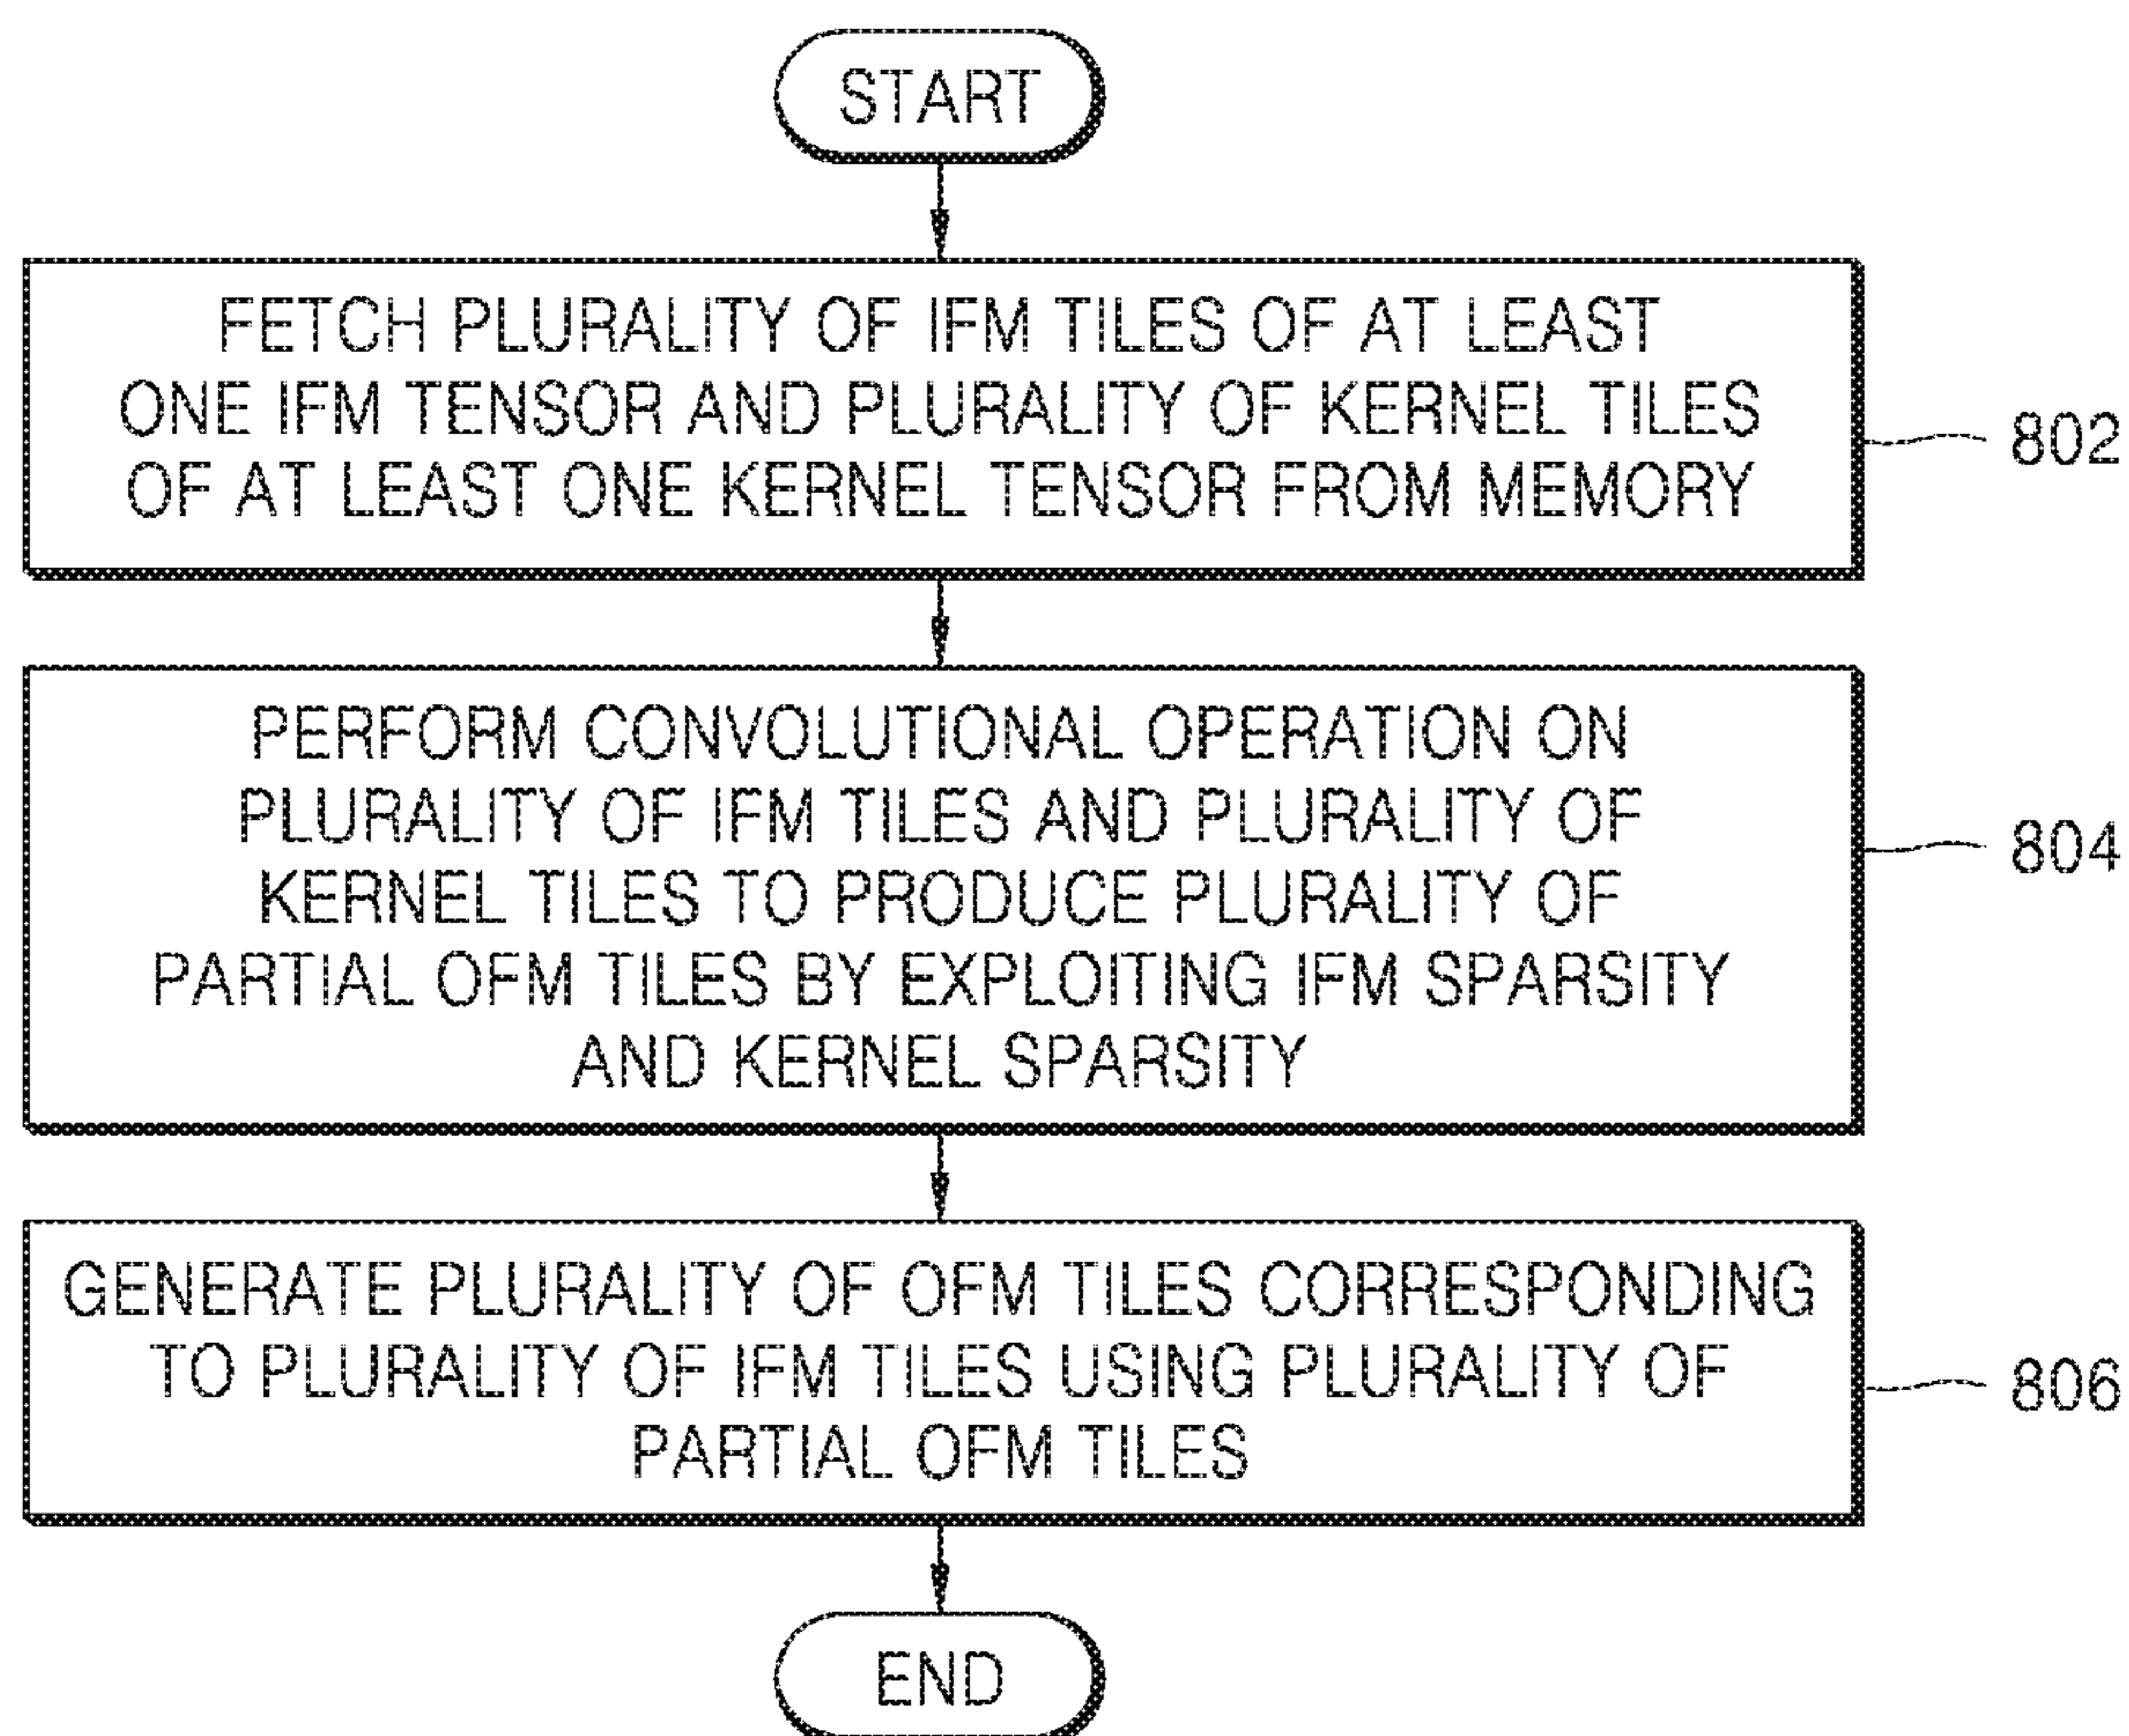 START
FETCH PLURALITY OF IFM TILES OF AT LEAST
ONE IFM TENSOR AND PLURALITY OF KERNEL TILES
OF AT LEAST ONE KERNEL TENSOR FROM MEMORY
802
PERFORM CONVOLUTIONAL OPERATION ON
PLURALITY OF IFM TILES AND PLURALITY OF
KERNEL TILES TO PRODUCE PLURALITY OF
PARTIAL OFM TILES BY EXPLOITING IFM SPARSITY
AND KERNEL SPARSITY
804
GENERATE PLURALITY OF OFM TILES CORRESPONDING
TO PLURALITY OF IFM TILES USING PLURALITY OF
PARTIAL OFM TILES
806
END